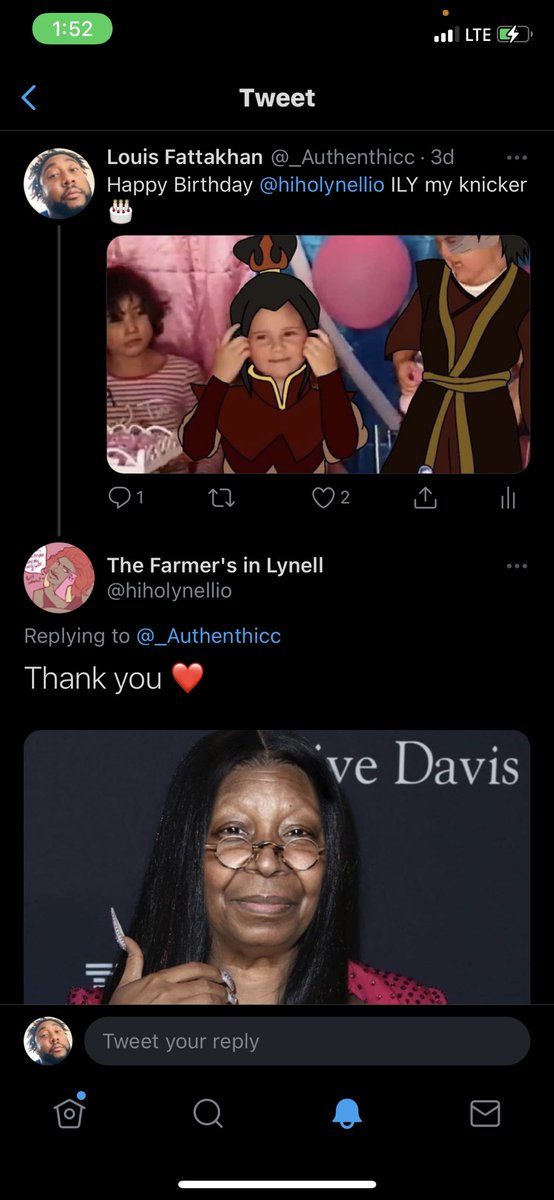 1:52
LTE
Tweet
Louis Fattakhan @_Authenthicc · 3d
Happy Birthday @hiholynellio ILY my knicker
🎂
1
2
The Farmer's in Lynell
@hiholynellio
Replying to @_Authenthicc
Thank you ❤️
ive Davis
Tweet your reply